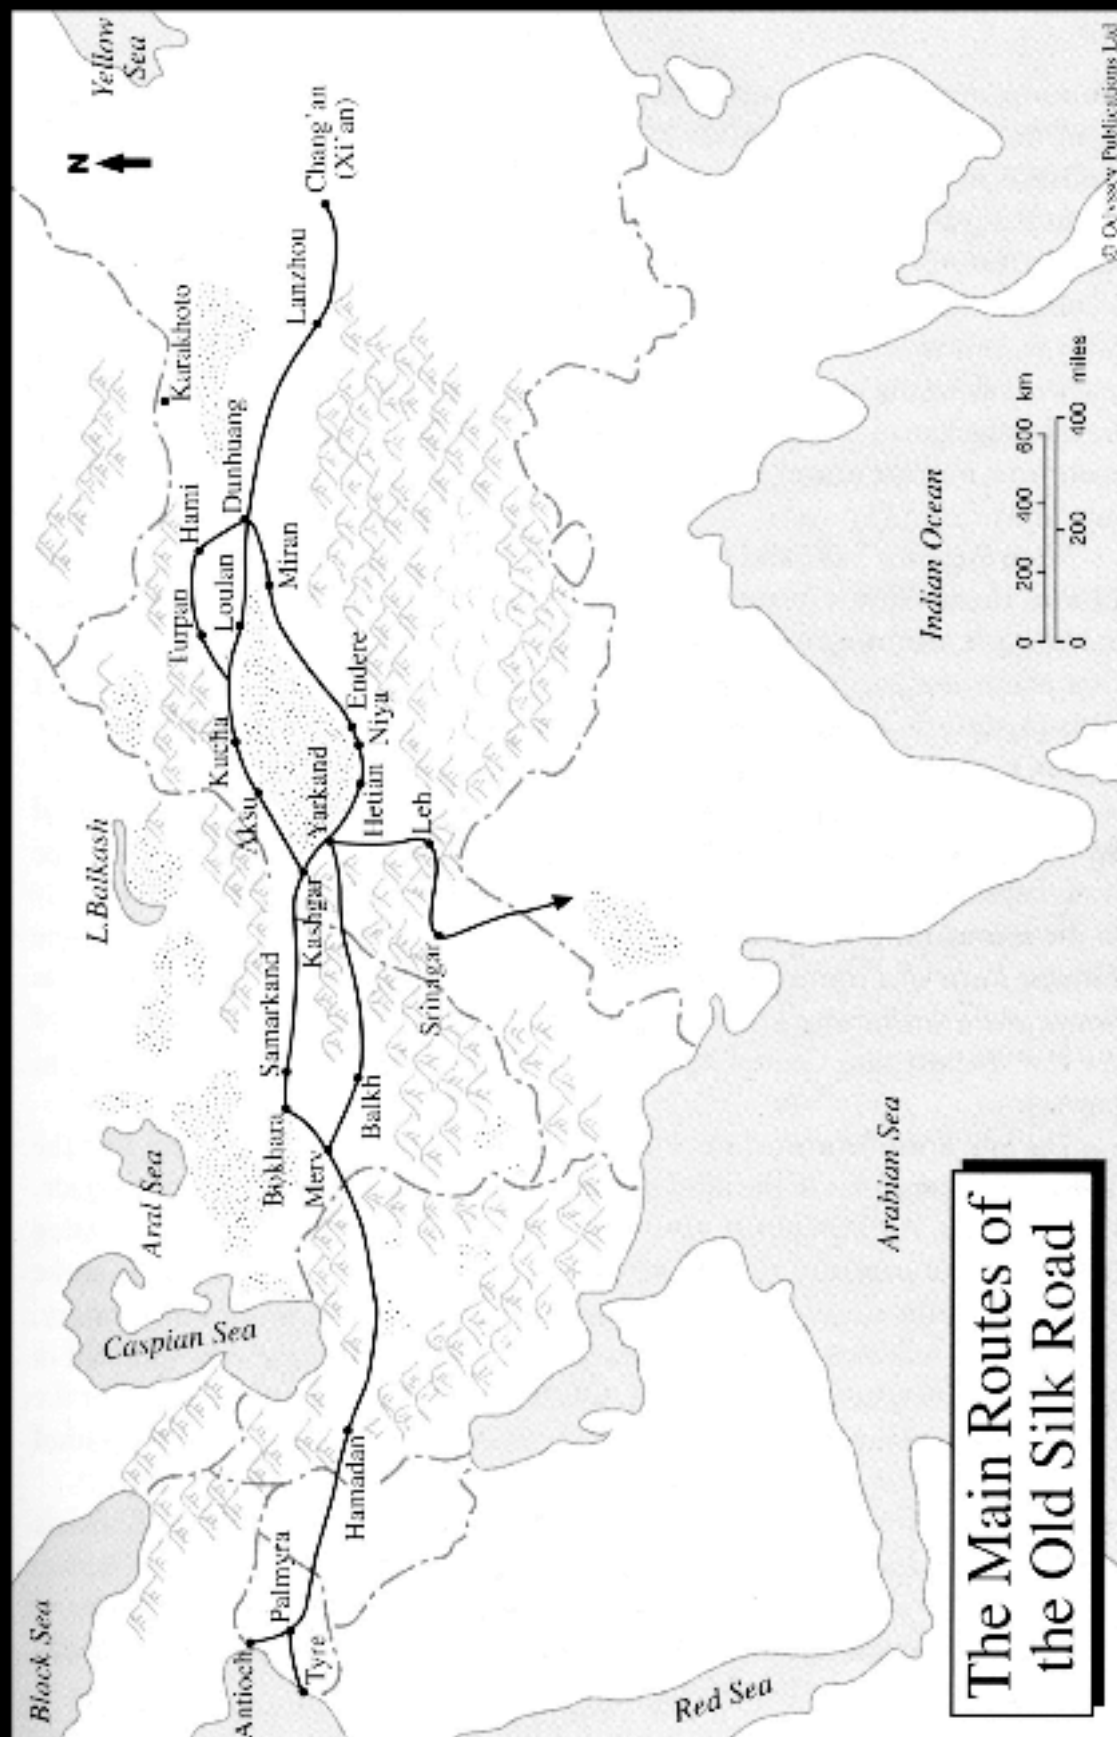 Black Sea
Caspian Sea
Aral Sea
L.Balkash
N
Yellow
Sea
Antioch
Palmyra
Tyre
Hamadan
Merv
Bokhara
Samarkand
Balkh
Kashgar
Yarkand
Aksu
Kucha
Turpan
Hami
Loulan
Dunhuang
Karakhoto
Miran
Endere
Niya
Hetian
Leh
Srinagar
Lanzhou
Chang'an
(Xi'an)
Red Sea
Arabian Sea
Indian Ocean
The Main Routes of
the Old Silk Road
0 200 400 600 km
0 200 400 miles
© Odyssey Publications Ltd